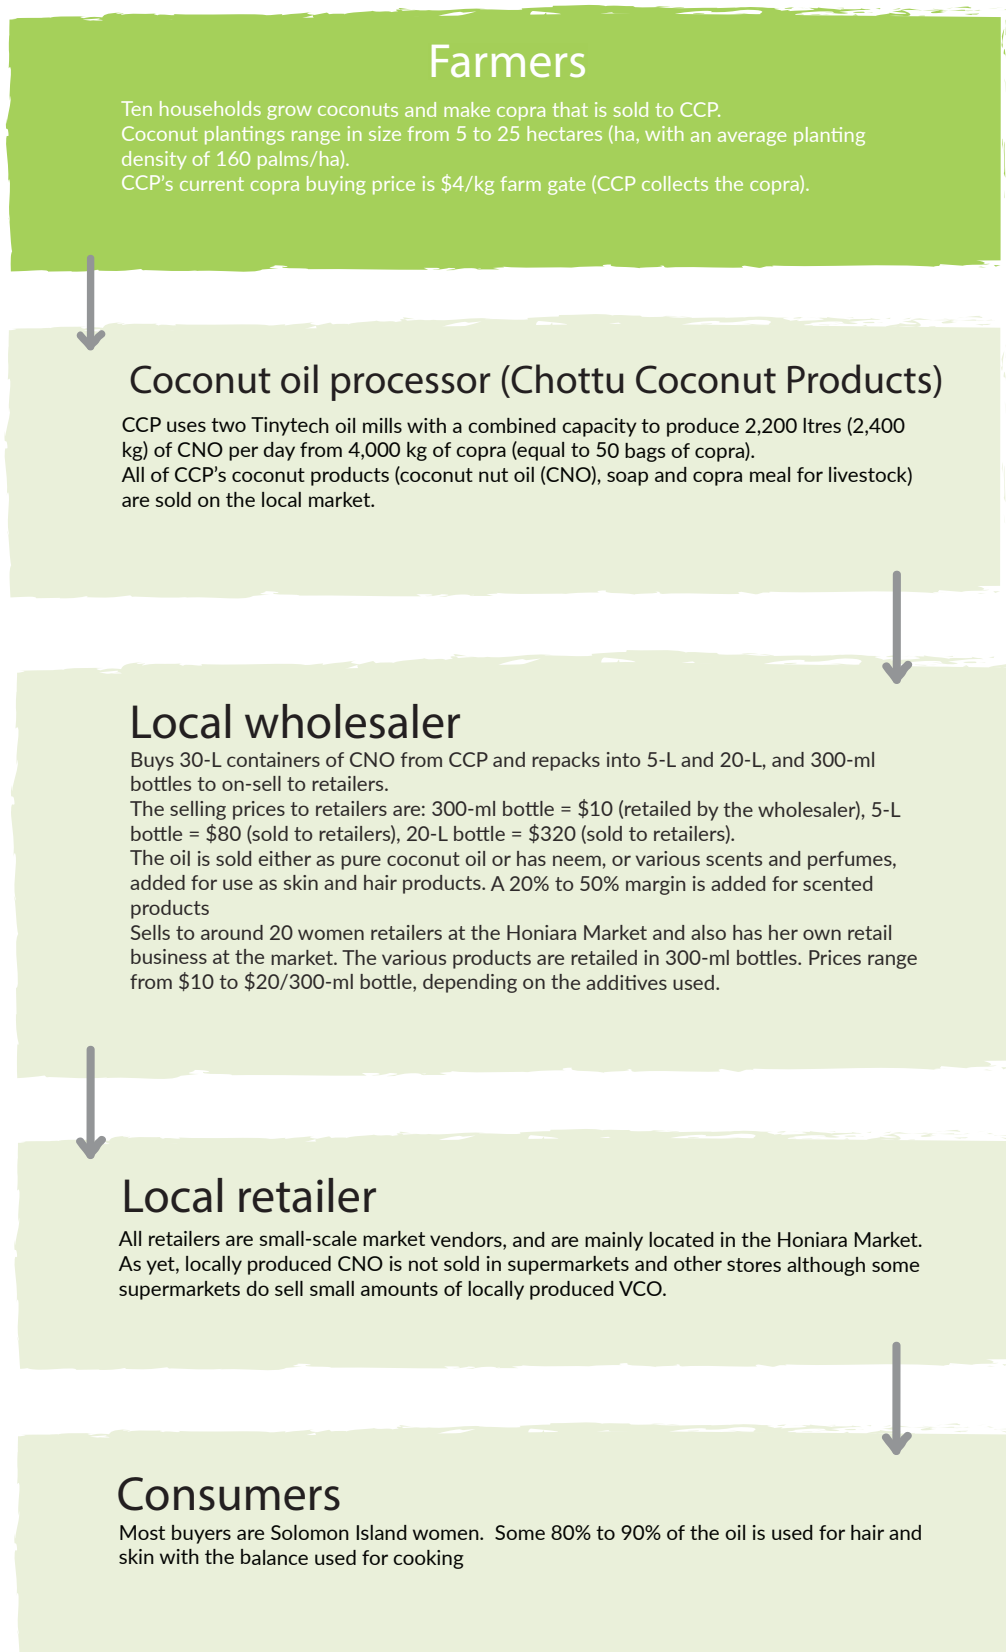 Farmers
Ten households grow coconuts and make copra that is sold to CCP.
Coconut plantings range in size from 5 to 25 hectares (ha, with an average planting
density of 160 palms/ha).
CCP's current copra buying price is $4/kg farm gate (CCP collects the copra).
Coconut oil processor (Chottu Coconut Products)
CCP uses two Tinytech oil mills with a combined capacity to produce 2,200 ltres (2,400
kg) of CNO per day from 4,000 kg of copra (equal to 50 bags of copra).
All of CCP's coconut products (coconut nut oil (CNO), soap and copra meal for livestock)
are sold on the local market.
Local wholesaler
Buys 30-L containers of CNO from CCP and repacks into 5-L and 20-L, and 300-ml
bottles to on-sell to retailers.
The selling prices to retailers are: 300-ml bottle = $10 (retailed by the wholesaler), 5-L
bottle = $80 (sold to retailers), 20-L bottle = $320 (sold to retailers).
The oil is sold either as pure coconut oil or has neem, or various scents and perfumes,
added for use as skin and hair products. A 20% to 50% margin is added for scented
products
Sells to around 20 women retailers at the Honiara Market and also has her own retail
business at the market. The various products are retailed in 300-ml bottles. Prices range
from $10 to $20/300-ml bottle, depending on the additives used.
Local retailer
All retailers are small-scale market vendors, and are mainly located in the Honiara Market.
As yet, locally produced CNO is not sold in supermarkets and other stores although some
supermarkets do sell small amounts of locally produced VCO.
Consumers
Most buyers are Solomon Island women.  Some 80% to 90% of the oil is used for hair and
skin with the balance used for cooking